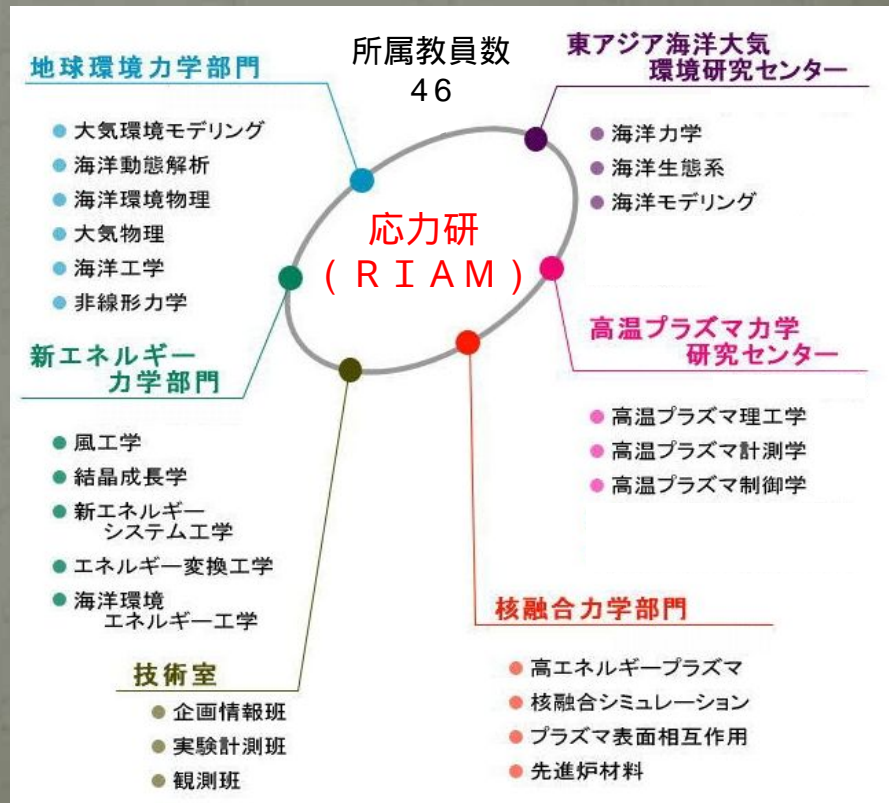 所属教員数
46
地球環境力学部門
大気環境モデリング
海洋動態解析
海洋環境物理
大気物理
海洋工学
非線形力学
東アジア海洋大気
環境研究センター
海洋力学
海洋生態系
海洋モデリング
応力研
(ＲＩＡＭ)
新エネルギー
力学部門
風工学
結晶成長学
新エネルギー
システム工学
エネルギー変換工学
海洋環境
エネルギー工学
高温プラズマ力学
研究センター
高温プラズマ理工学
高温プラズマ計測学
高温プラズマ制御学
技術室
企画情報班
実験計測班
観測班
核融合力学部門
高エネルギープラズマ
核融合シミュレーション
プラズマ表面相互作用
先進炉材料